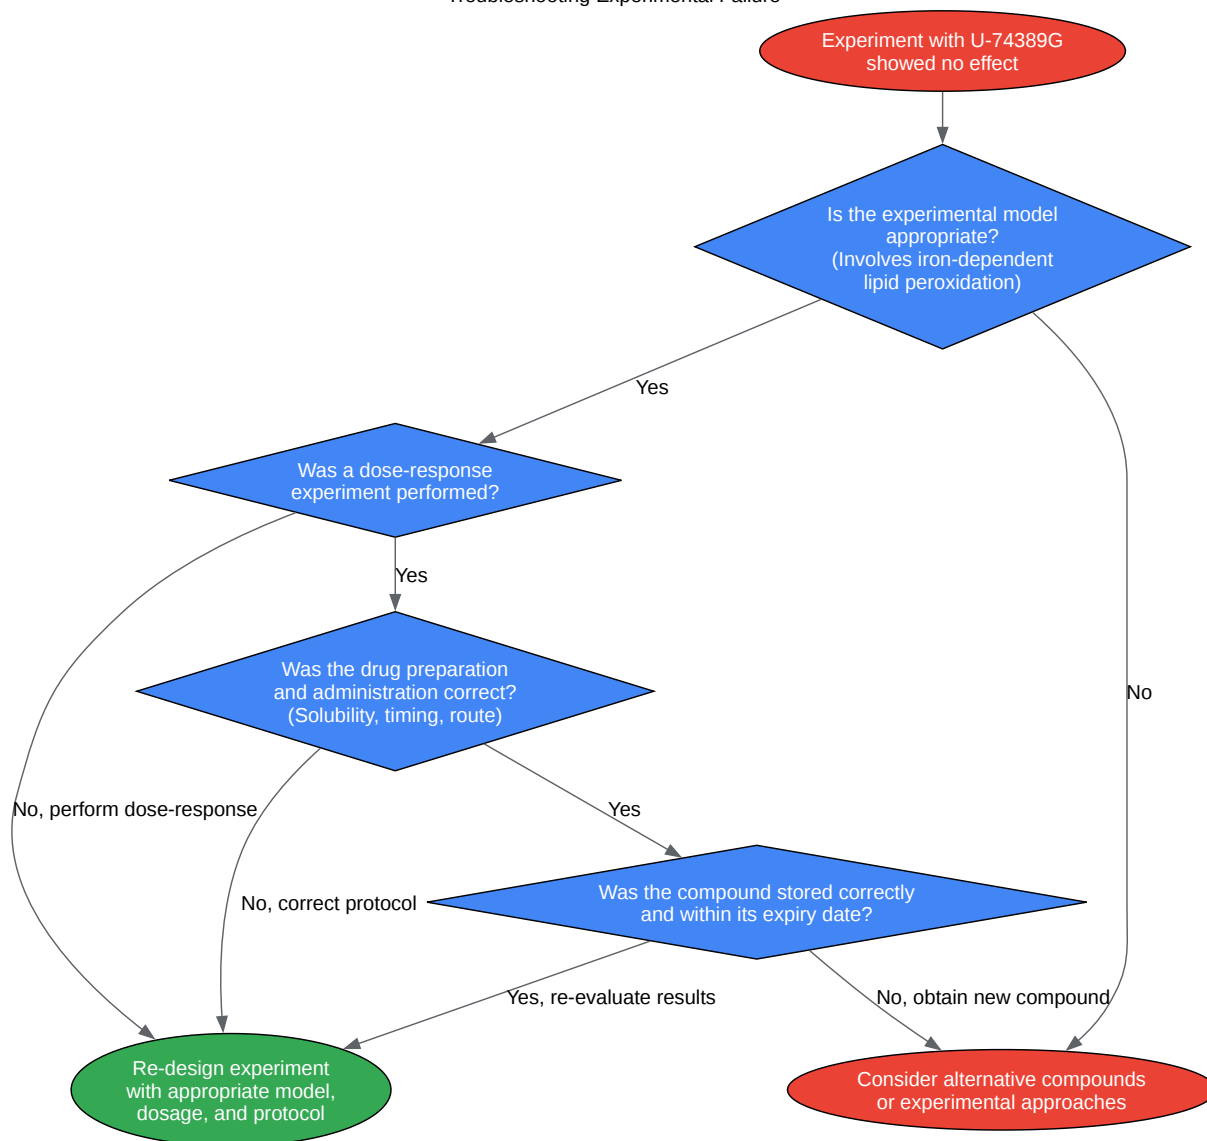 Troubleshooting Experimental Failure
Experiment with U-74389G
showed no effect
Is the experimental model
appropriate?
(Involves iron-dependent
lipid peroxidation)
Yes
Was a dose-response
experiment performed?
Yes
Was the drug preparation
and administration correct?
(Solubility, timing, route)
No
No, perform dose-response
Yes
Was the compound stored correctly
and within its expiry date?
No, correct protocol
Yes, re-evaluate results
No, obtain new compound
Re-design experiment
with appropriate model,
dosage, and protocol
Consider alternative compounds
or experimental approaches